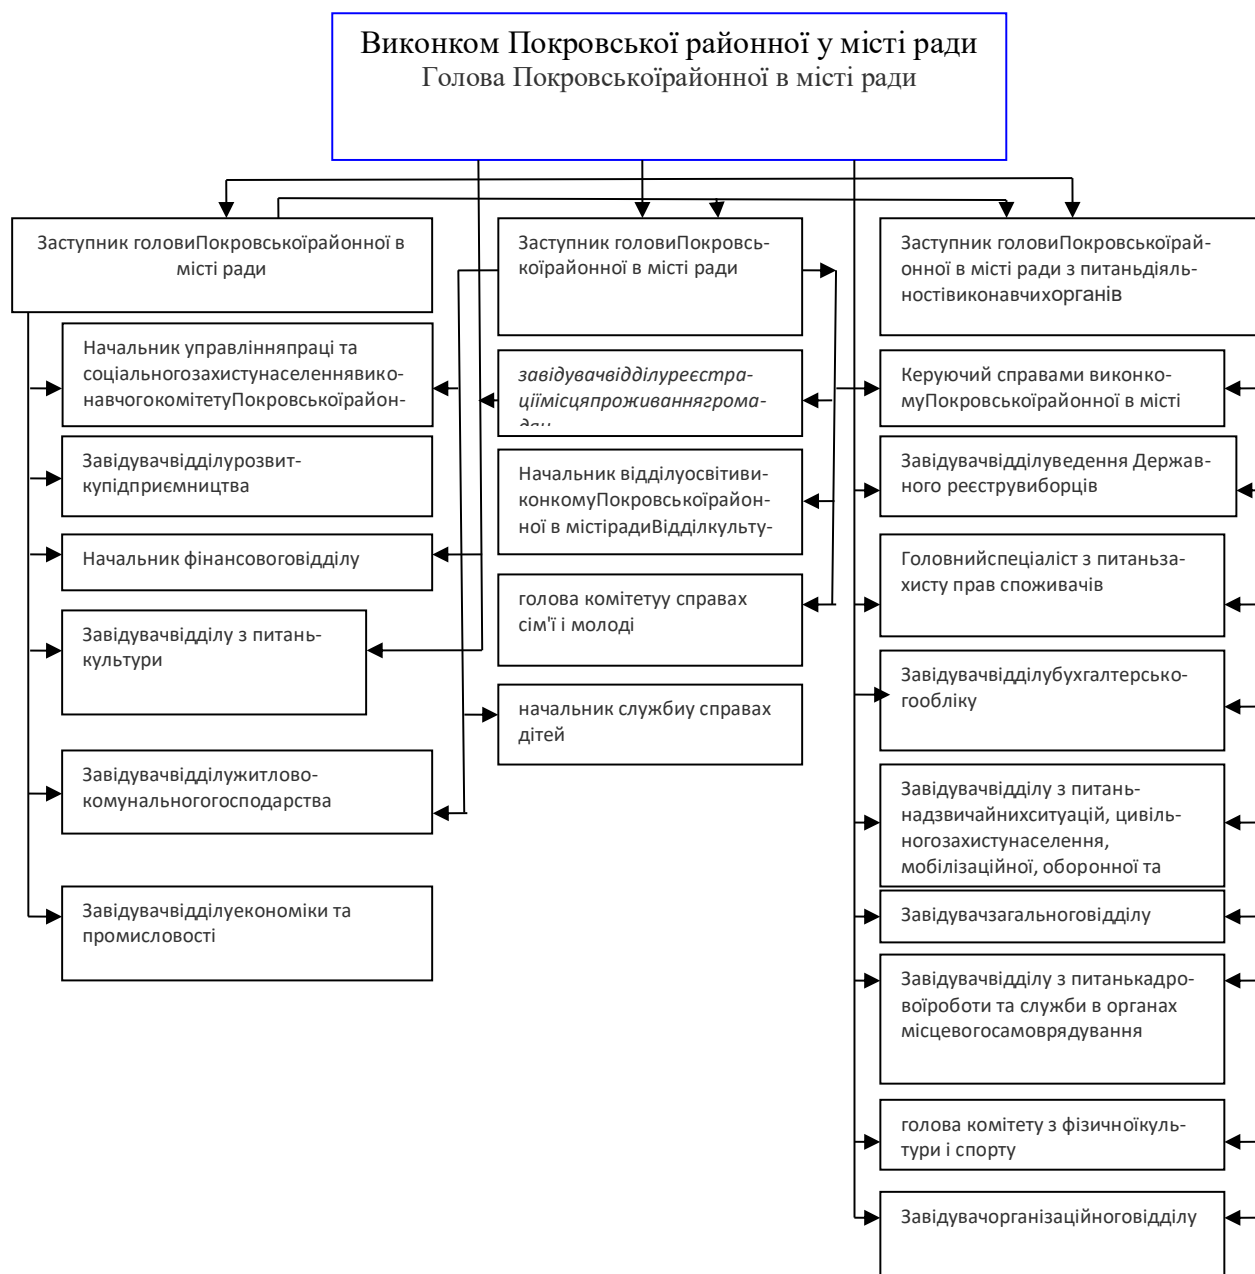 Виконком Покровської районної у місті ради
Голова Покровськоїрайонної в місті ради
Заступник головиПокровськоїрайонної в
місті ради
Начальник управлінняпраці та
соціальногозахистунаселеннявико-
навчогокомітетуПокровськоїрайон-
Завідувачвідділурозвит-
купідприємництва
Начальник фінансовоговідділу
Завідувачвідділу з питань-
культури
Завідувачвідділужитлово-
комунальногогосподарства
Завідувачвідділуекономіки та
промисловості
Заступник головиПокровсь-
коїрайонної в місті ради
завідувачвідділуреєстра-
ціїмісцяпроживаннягрома-
Начальник відділуосвітиви-
конкомуПокровськоїрайон-
ної в містірадиВідділкульту-
голова комітетуу справах
сім'ї і молоді
начальник службиу справах
дітей
Заступник головиПокровськоїрай-
онної в місті ради з питаньдіяль-
ностівиконавчихорганів
Керуючий справами виконко-
муПокровськоїрайонної в місті
Завідувачвідділуведення Держав-
ного реєструвиборців
Головнийспеціаліст з питаньза-
хисту прав споживачів
Завідувачвідділубухгалтерсько-
гообліку
Завідувачвідділу з питань-
надзвичайнихситуацій, цивіль-
ногозахистунаселення,
мобілізаційної, оборонної та
Завідувачзагальноговідділу
Завідувачвідділу з питанькадро-
воїроботи та служби в органах
місцевогосамоврядування
голова комітету з фізичноїкуль-
тури і спорту
Завідувачорганізаційноговідділу